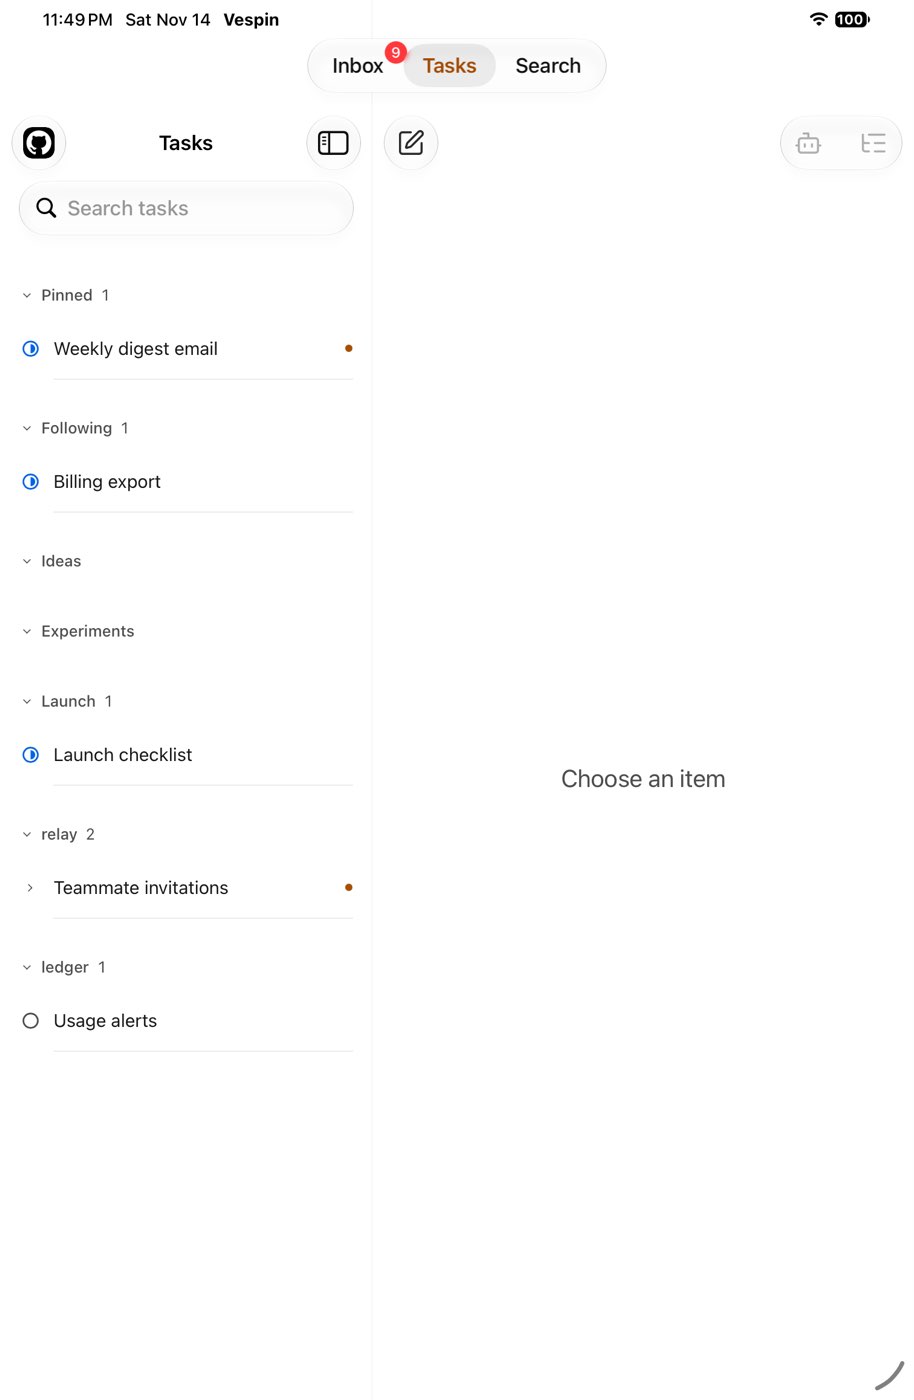 11:49 PM Sat Nov 14 Vespin
100
Inbox 9 Tasks Search
Tasks
Search tasks
Pinned 1
Weekly digest email
Following 1
Billing export
Ideas
Experiments
Launch 1
Launch checklist
Choose an item
relay 2
Teammate invitations
ledger 1
Usage alerts